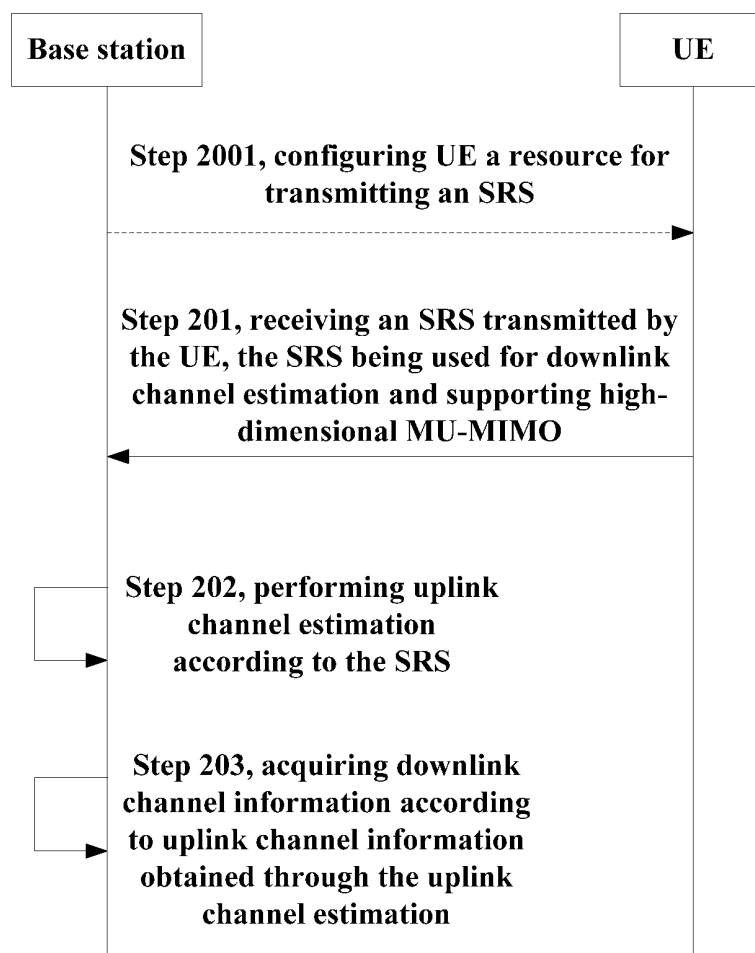 Base station
UE
Step 2001, configuring UE a resource for
transmitting an SRS
Step 201, receiving an SRS transmitted by
the UE, the SRS being used for downlink
channel estimation and supporting high-
dimensional MU-MIMO
Step 202, performing uplink
channel estimation
according to the SRS
Step 203, acquiring downlink
channel information according
to uplink channel information
obtained through the uplink
channel estimation